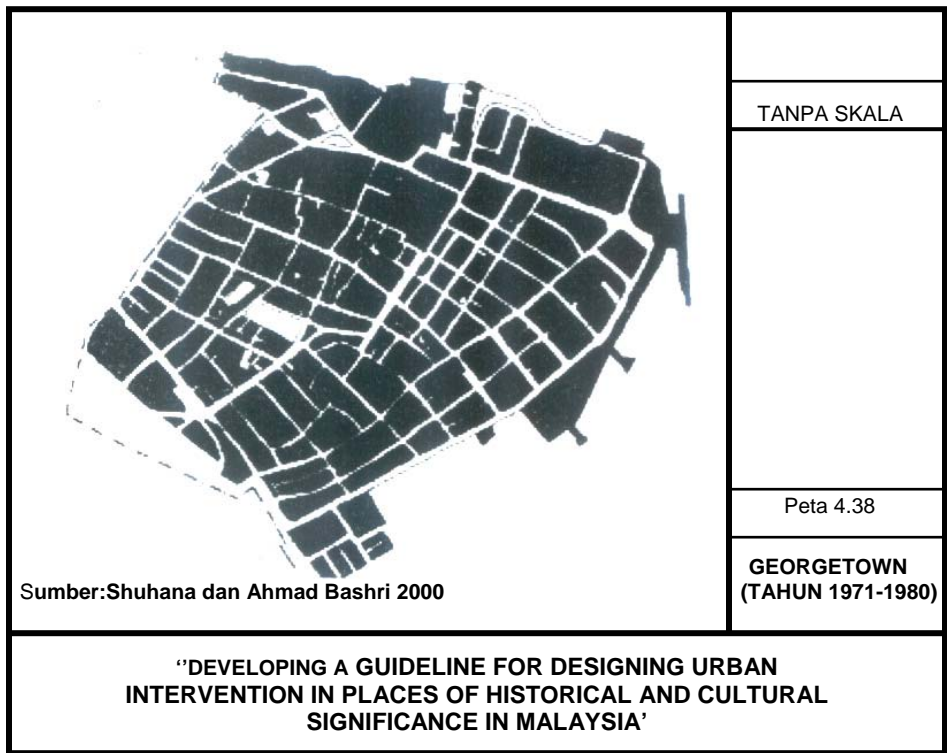 TANPA SKALA
Peta 4.38
GEORGETOWN
(TAHUN 1971-1980)
Sumber:Shuhana dan Ahmad Bashri 2000
‘’DEVELOPING A GUIDELINE FOR DESIGNING URBAN
INTERVENTION IN PLACES OF HISTORICAL AND CULTURAL
SIGNIFICANCE IN MALAYSIA’